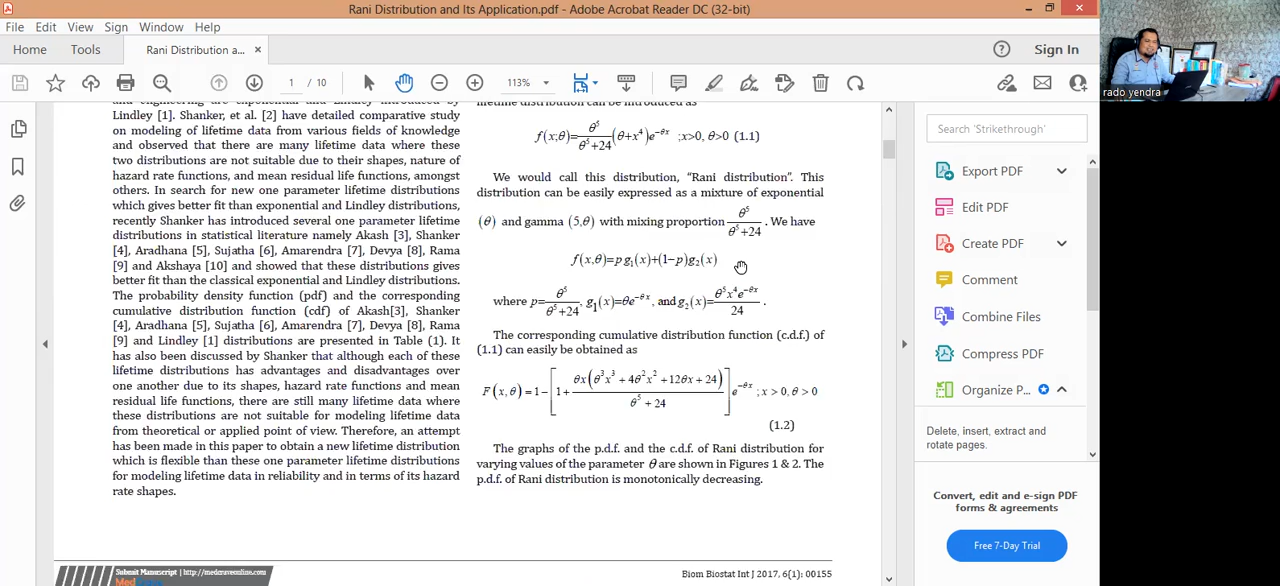 Rani Distribution and Its Application.pdf - Adobe Acrobat Reader DC (32-bit)
File Edit View Sign Window Help
Home Tools Rani Distribution a... × Sign In
1 / 10 113%
rado yendra
and engineering are exponential and Lindley introduced by
Lindley [1]. Shanker, et al. [2] have detailed comparative study
on modeling of lifetime data from various fields of knowledge
and observed that there are many lifetime data where these
two distributions are not suitable due to their shapes, nature of
hazard rate functions, and mean residual life functions, amongst
others. In search for new one parameter lifetime distributions
which gives better fit than exponential and Lindley distributions,
recently Shanker has introduced several one parameter lifetime
distributions in statistical literature namely Akash [3], Shanker
[4], Aradhana [5], Sujatha [6], Amarendra [7], Devya [8], Rama
[9] and Akshaya [10] and showed that these distributions gives
better fit than the classical exponential and Lindley distributions.
The probability density function (pdf) and the corresponding
cumulative distribution function (cdf) of Akash[3], Shanker
[4], Aradhana [5], Sujatha [6], Amarendra [7], Devya [8], Rama
[9] and Lindley [1] distributions are presented in Table (1). It
has also been discussed by Shanker that although each of these
lifetime distributions has advantages and disadvantages over
one another due to its shapes, hazard rate functions and mean
residual life functions, there are still many lifetime data where
these distributions are not suitable for modeling lifetime data
from theoretical or applied point of view. Therefore, an attempt
has been made in this paper to obtain a new lifetime distribution
which is flexible than these one parameter lifetime distributions
for modeling lifetime data in reliability and in terms of its hazard
rate shapes.
lifetime distribution can be introduced as
f(x;θ)=θ⁵/(θ⁵+24)(θ+x⁴)e^(−θx) ;x>0, θ>0 (1.1)
We would call this distribution, "Rani distribution". This
distribution can be easily expressed as a mixture of exponential
(θ) and gamma (5,θ) with mixing proportion θ⁵/(θ⁵+24) . We have
f(x,θ)=p g₁(x)+(1−p)g₂(x)
where p=θ⁵/(θ⁵+24), g₁(x)=θe^(−θx), and g₂(x)=θ⁵x⁴e^(−θx)/24 .
The corresponding cumulative distribution function (c.d.f.) of
(1.1) can easily be obtained as
F(x,θ)=1−[1+θx(θ³x³+4θ²x²+12θx+24)/(θ⁵+24)]e^(−θx) ; x > 0, θ > 0
(1.2)
The graphs of the p.d.f. and the c.d.f. of Rani distribution for
varying values of the parameter θ are shown in Figures 1 & 2. The
p.d.f. of Rani distribution is monotonically decreasing.
Submit Manuscript | http://medcraveonline.com
MedCrave
Biom Biostat Int J 2017, 6(1): 00155
Search 'Strikethrough'
Export PDF
Edit PDF
Create PDF
Comment
Combine Files
Compress PDF
Organize P...
Delete, insert, extract and
rotate pages.
Convert, edit and e-sign PDF
forms & agreements
Free 7-Day Trial